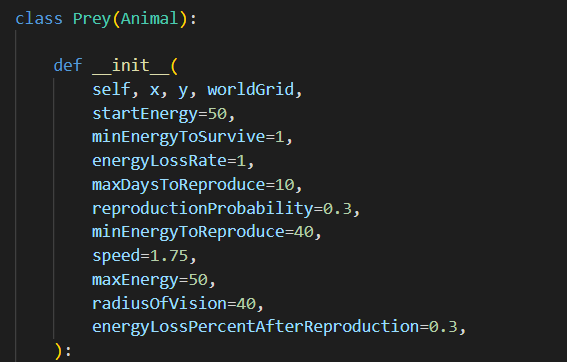 class Prey(Animal):
def __init__(
self, x, y, worldGrid,
startEnergy=50,
minEnergyToSurvive=1,
energyLossRate=1,
maxDaysToReproduce=10,
reproductionProbability=0.3,
minEnergyToReproduce=40,
speed=1.75,
maxEnergy=50,
radiusOfVision=40,
energyLossPercentAfterReproduction=0.3,
):